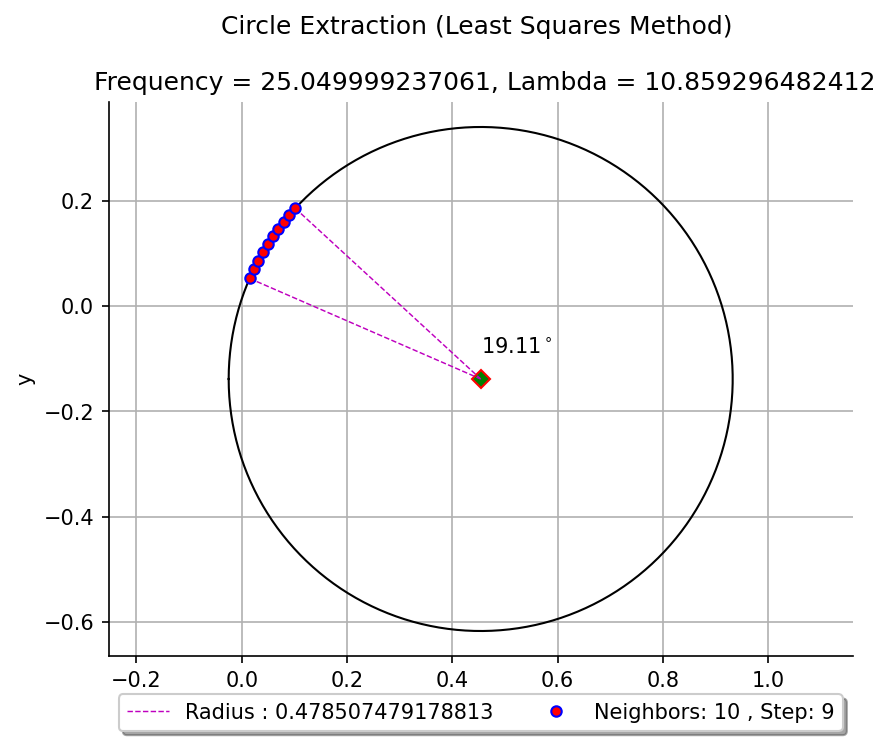 Circle Extraction (Least Squares Method)
Frequency = 25.049999237061, Lambda = 10.859296482412
0.2
0.0
−0.2
−0.4
−0.6
y
19.11°
−0.2 0.0 0.2 0.4 0.6 0.8 1.0
Radius : 0.478507479178813 Neighbors: 10 , Step: 9